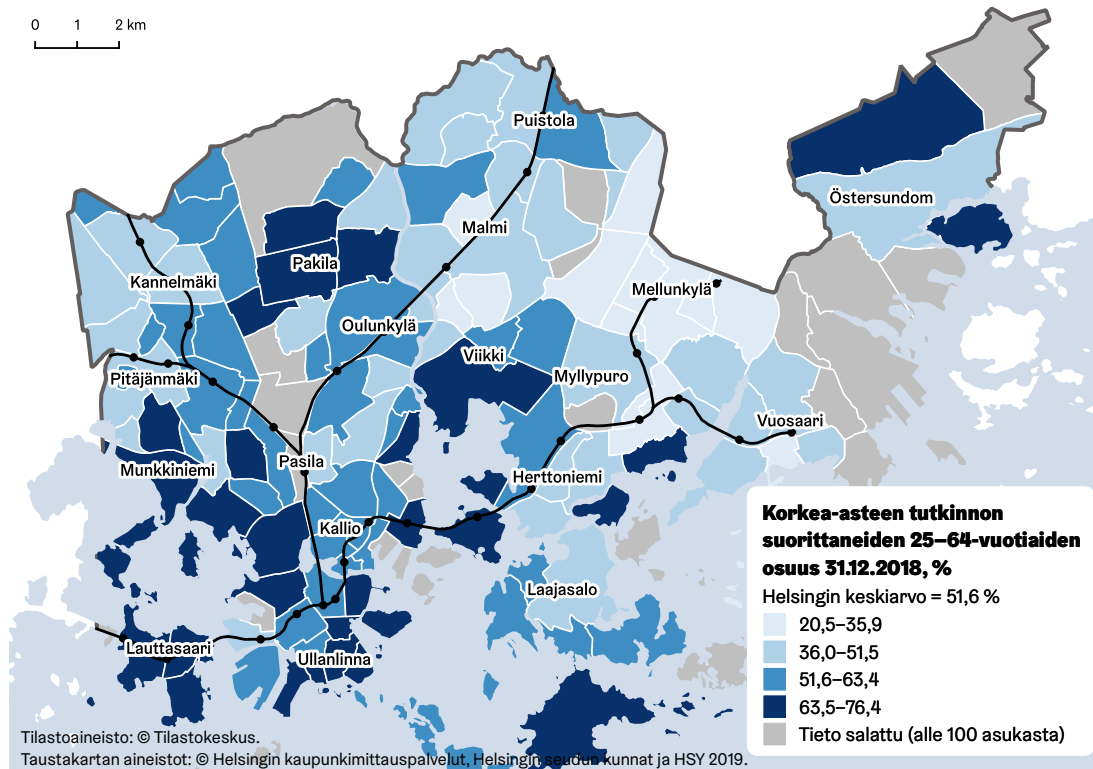 0 1 2 km
Puistola
Östersundom
Malmi
Pakila
Kannelmäki
Mellunkylä
Oulunkylä
Viikki
Pitäjänmäki
Myllypuro
Vuosaari
Munkkiniemi
Pasila
Herttoniemi
Kallio
Laajasalo
Lauttasaari
Ullanlinna
Korkea-asteen tutkinnon
suorittaneiden 25–64-vuotiaiden
osuus 31.12.2018, %
Helsingin keskiarvo = 51,6 %
20,5–35,9
36,0–51,5
51,6–63,4
63,5–76,4
Tieto salattu (alle 100 asukasta)
Tilastoaineisto: © Tilastokeskus.
Taustakartan aineistot: © Helsingin kaupunkimittauspalvelut, Helsingin seudun kunnat ja HSY 2019.